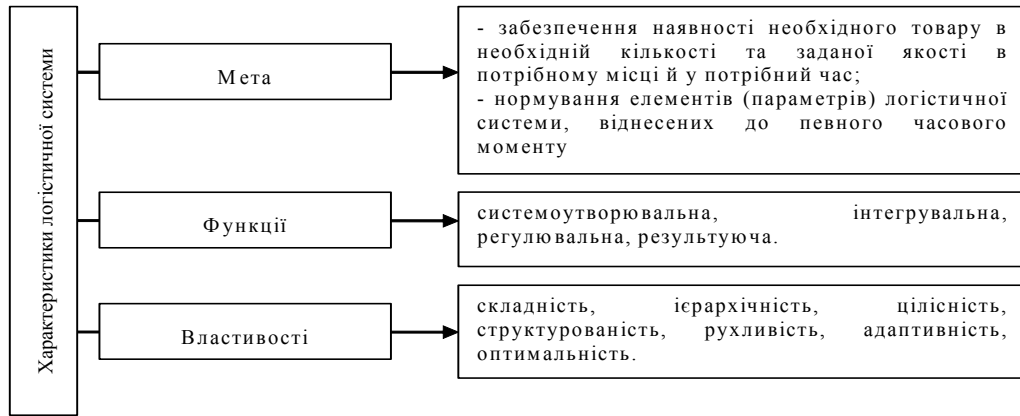 Характеристики логістичної системи
Мета
- забезпечення наявності необхідного товару в
необхідній кількості та заданої якості в
потрібному місці й у потрібний час;
- нормування елементів (параметрів) логістичної
системи, віднесених до певного часового
моменту
Функції
системоутворювальна, інтегрувальна,
регулювальна, результуюча.
Властивості
складність, ієрархічність, цілісність,
структурованість, рухливість, адаптивність,
оптимальність.